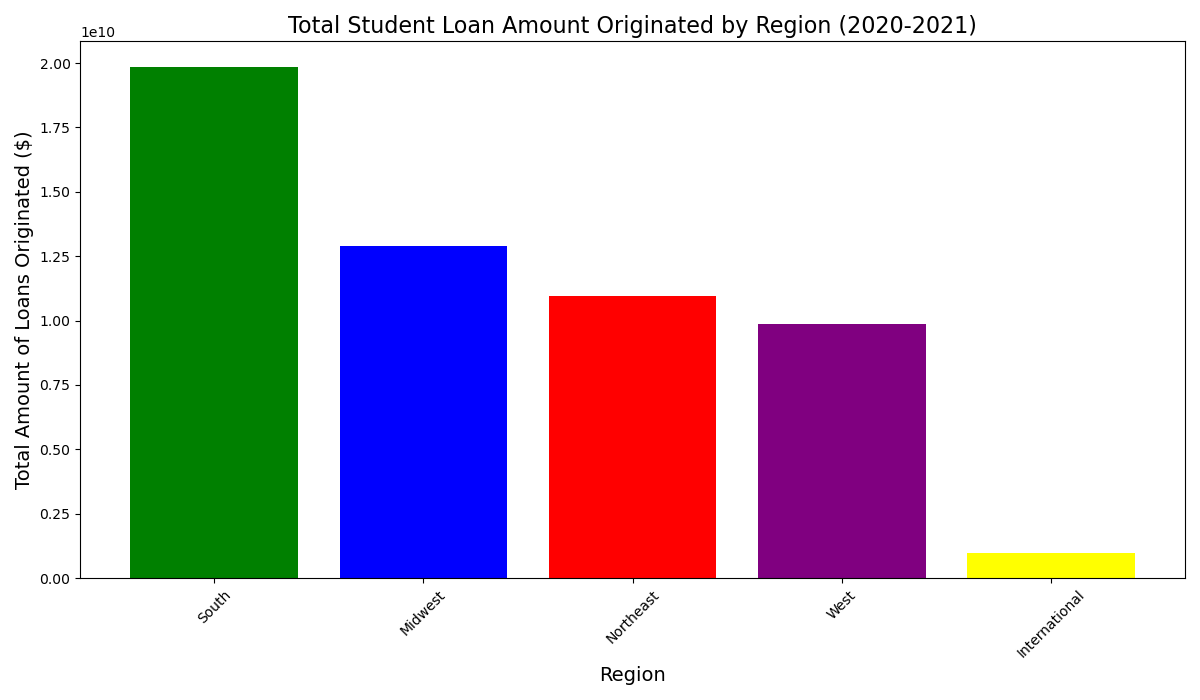 Total Student Loan Amount Originated by Region (2020-2021)
1e10
2.00
1.75
1.50
1.25
1.00
0.75
0.50
0.25
0.00
Total Amount of Loans Originated ($)
South
Midwest
Northeast
West
International
Region